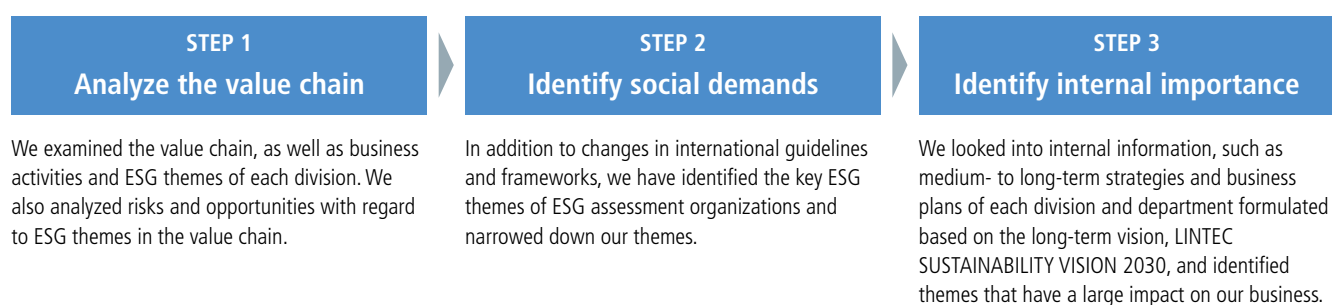 STEP 1
Analyze the value chain
We examined the value chain, as well as business
activities and ESG themes of each division. We
also analyzed risks and opportunities with regard
to ESG themes in the value chain.
STEP 2
Identify social demands
In addition to changes in international guidelines
and frameworks, we have identified the key ESG
themes of ESG assessment organizations and
narrowed down our themes.
STEP 3
Identify internal importance
We looked into internal information, such as
medium- to long-term strategies and business
plans of each division and department formulated
based on the long-term vision, LINTEC
SUSTAINABILITY VISION 2030, and identified
themes that have a large impact on our business.